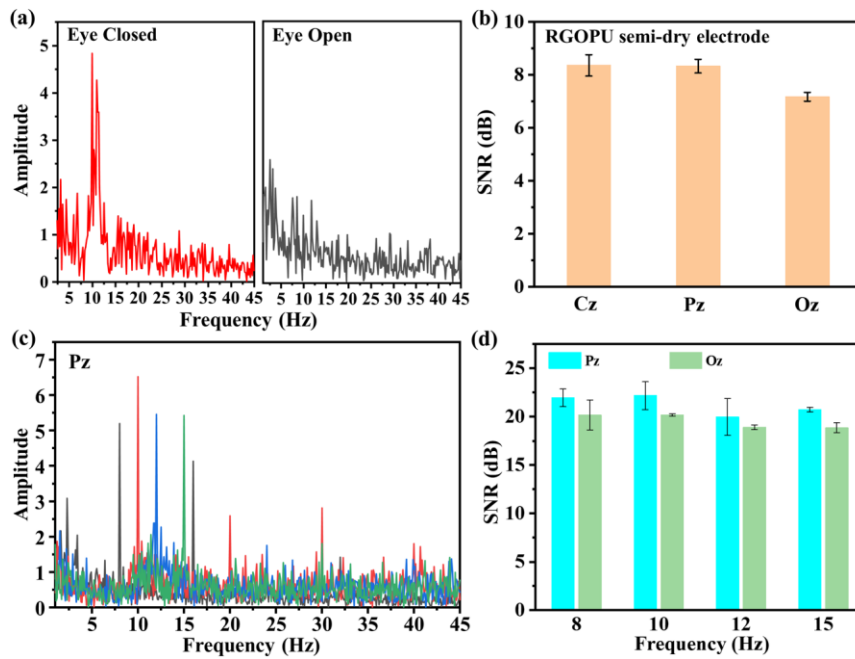 (a)
Eye Closed
Eye Open
Amplitude
5
4
3
2
1
0
5 10 15 20 25 30 35 40 45
5 10 15 20 25 30 35 40 45
Frequency (Hz)
(b)
RGOPU semi-dry electrode
SNR (dB)
10
8
6
4
2
0
Cz Pz Oz
(c)
Pz
Amplitude
7
6
5
4
3
2
1
0
5 10 15 20 25 30 35 40 45
Frequency (Hz)
(d)
Pz Oz
SNR (dB)
25
20
15
10
5
0
8 10 12 15
Frequency (Hz)